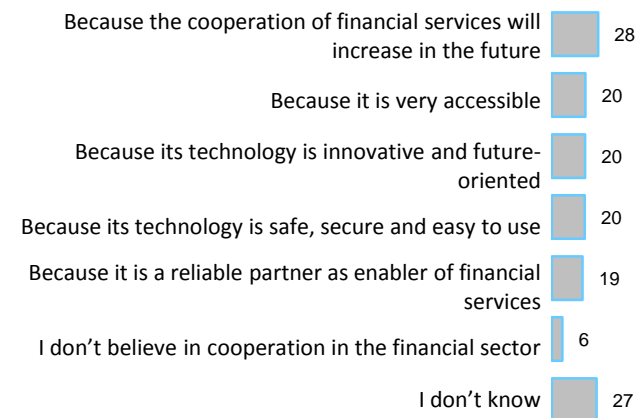 Because the cooperation of financial services will
increase in the future
28
Because it is very accessible
20
Because its technology is innovative and future-
oriented
20
Because its technology is safe, secure and easy to use
20
Because it is a reliable partner as enabler of financial
services
19
I don’t believe in cooperation in the financial sector
6
I don’t know
27